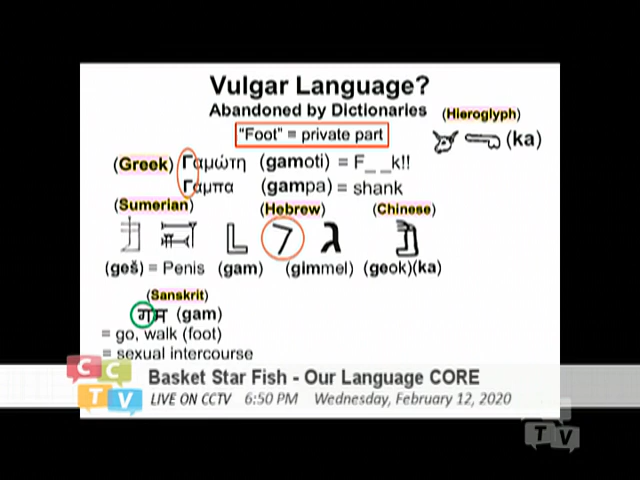 Vulgar Language?
Abandoned by Dictionaries
(Hieroglyph)
"Foot" = private part
(ka)
(Greek) Γαμώτη (gamoti) = F_ _k!!
Γαμπα (gampa) = shank
(Sumerian) (Hebrew) (Chinese)
ג
(geš) = Penis (gam) (gimmel) (geok)(ka)
(Sanskrit)
गम (gam)
= go, walk (foot)
= sexual intercourse
CCTV
Basket Star Fish - Our Language CORE
LIVE ON CCTV 6:50 PM Wednesday, February 12, 2020
TV